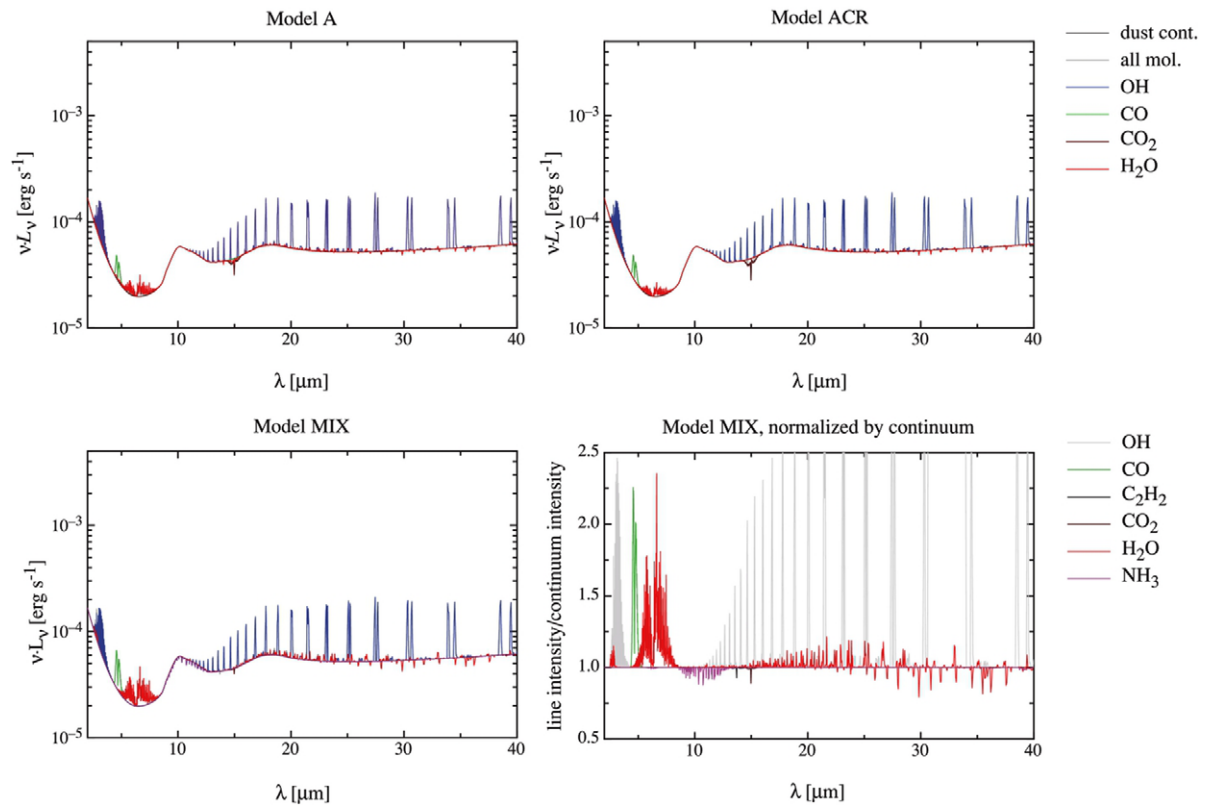 Model A
Model ACR
10⁻³
10⁻⁴
10⁻⁵
νLᵥ [erg s⁻¹]
10 20 30 40
λ [μm]
10⁻³
10⁻⁴
10⁻⁵
νLᵥ [erg s⁻¹]
10 20 30 40
λ [μm]
dust cont.
all mol.
OH
CO
CO₂
H₂O
Model MIX
Model MIX, normalized by continuum
10⁻³
10⁻⁴
10⁻⁵
ν·Lᵥ [erg s⁻¹]
10 20 30 40
λ [μm]
2.5
2.0
1.5
1.0
0.5
line intensity/continuum intensity
10 20 30 40
λ [μm]
OH
CO
C₂H₂
CO₂
H₂O
NH₃